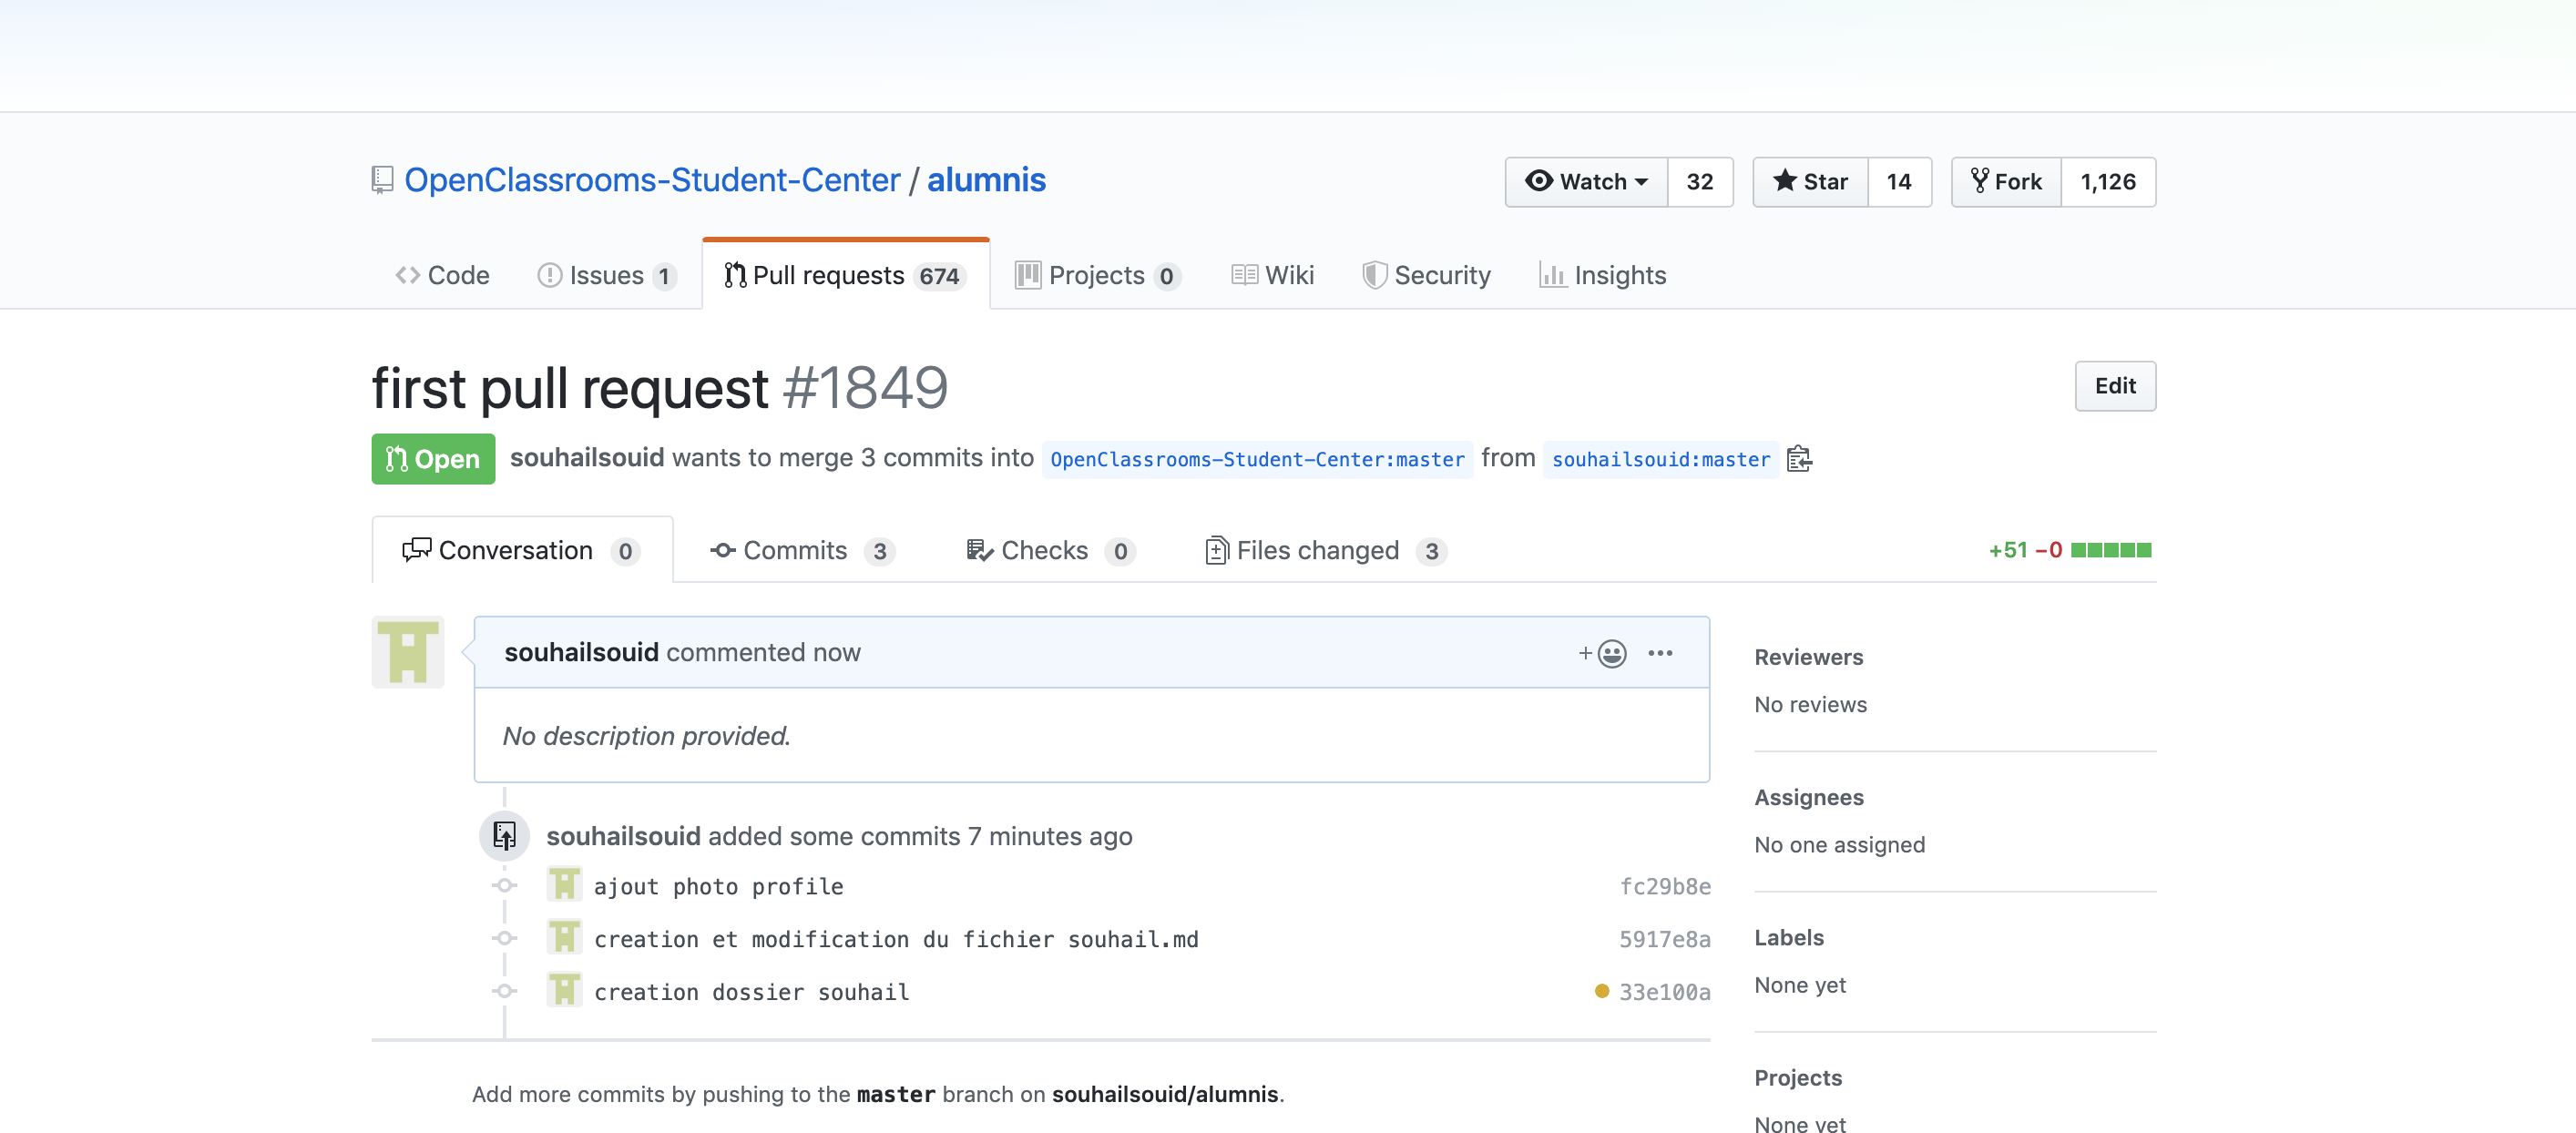 OpenClassrooms-Student-Center / alumnis
Watch 32 Star 14 Fork 1,126
Code Issues 1 Pull requests 674 Projects 0 Wiki Security Insights
first pull request #1849
Edit
Open souhailsouid wants to merge 3 commits into OpenClassrooms-Student-Center:master from souhailsouid:master
Conversation 0 Commits 3 Checks 0 Files changed 3 +51 −0
souhailsouid commented now
No description provided.
souhailsouid added some commits 7 minutes ago
ajout photo profile fc29b8e
creation et modification du fichier souhail.md 5917e8a
creation dossier souhail 33e100a
Add more commits by pushing to the master branch on souhailsouid/alumnis.
Reviewers
No reviews
Assignees
No one assigned
Labels
None yet
Projects
None yet